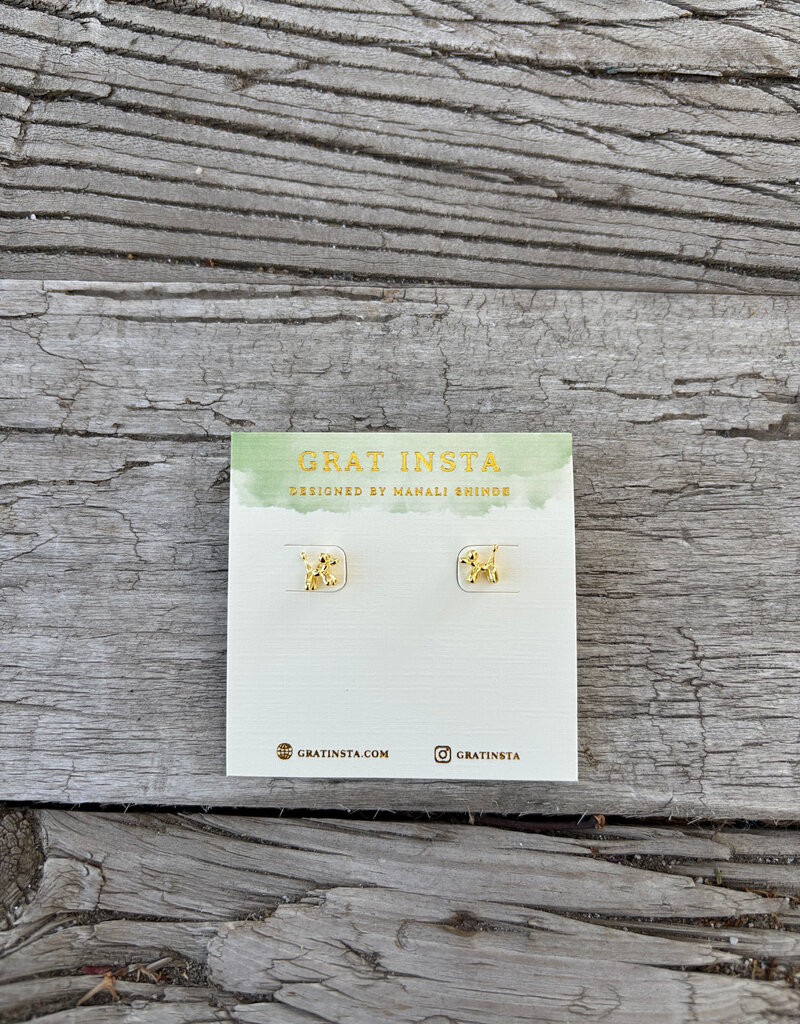 GRAT INSTA
DESIGNED BY MANALI SHINDE
GRATINSTA.COM
GRATINSTA